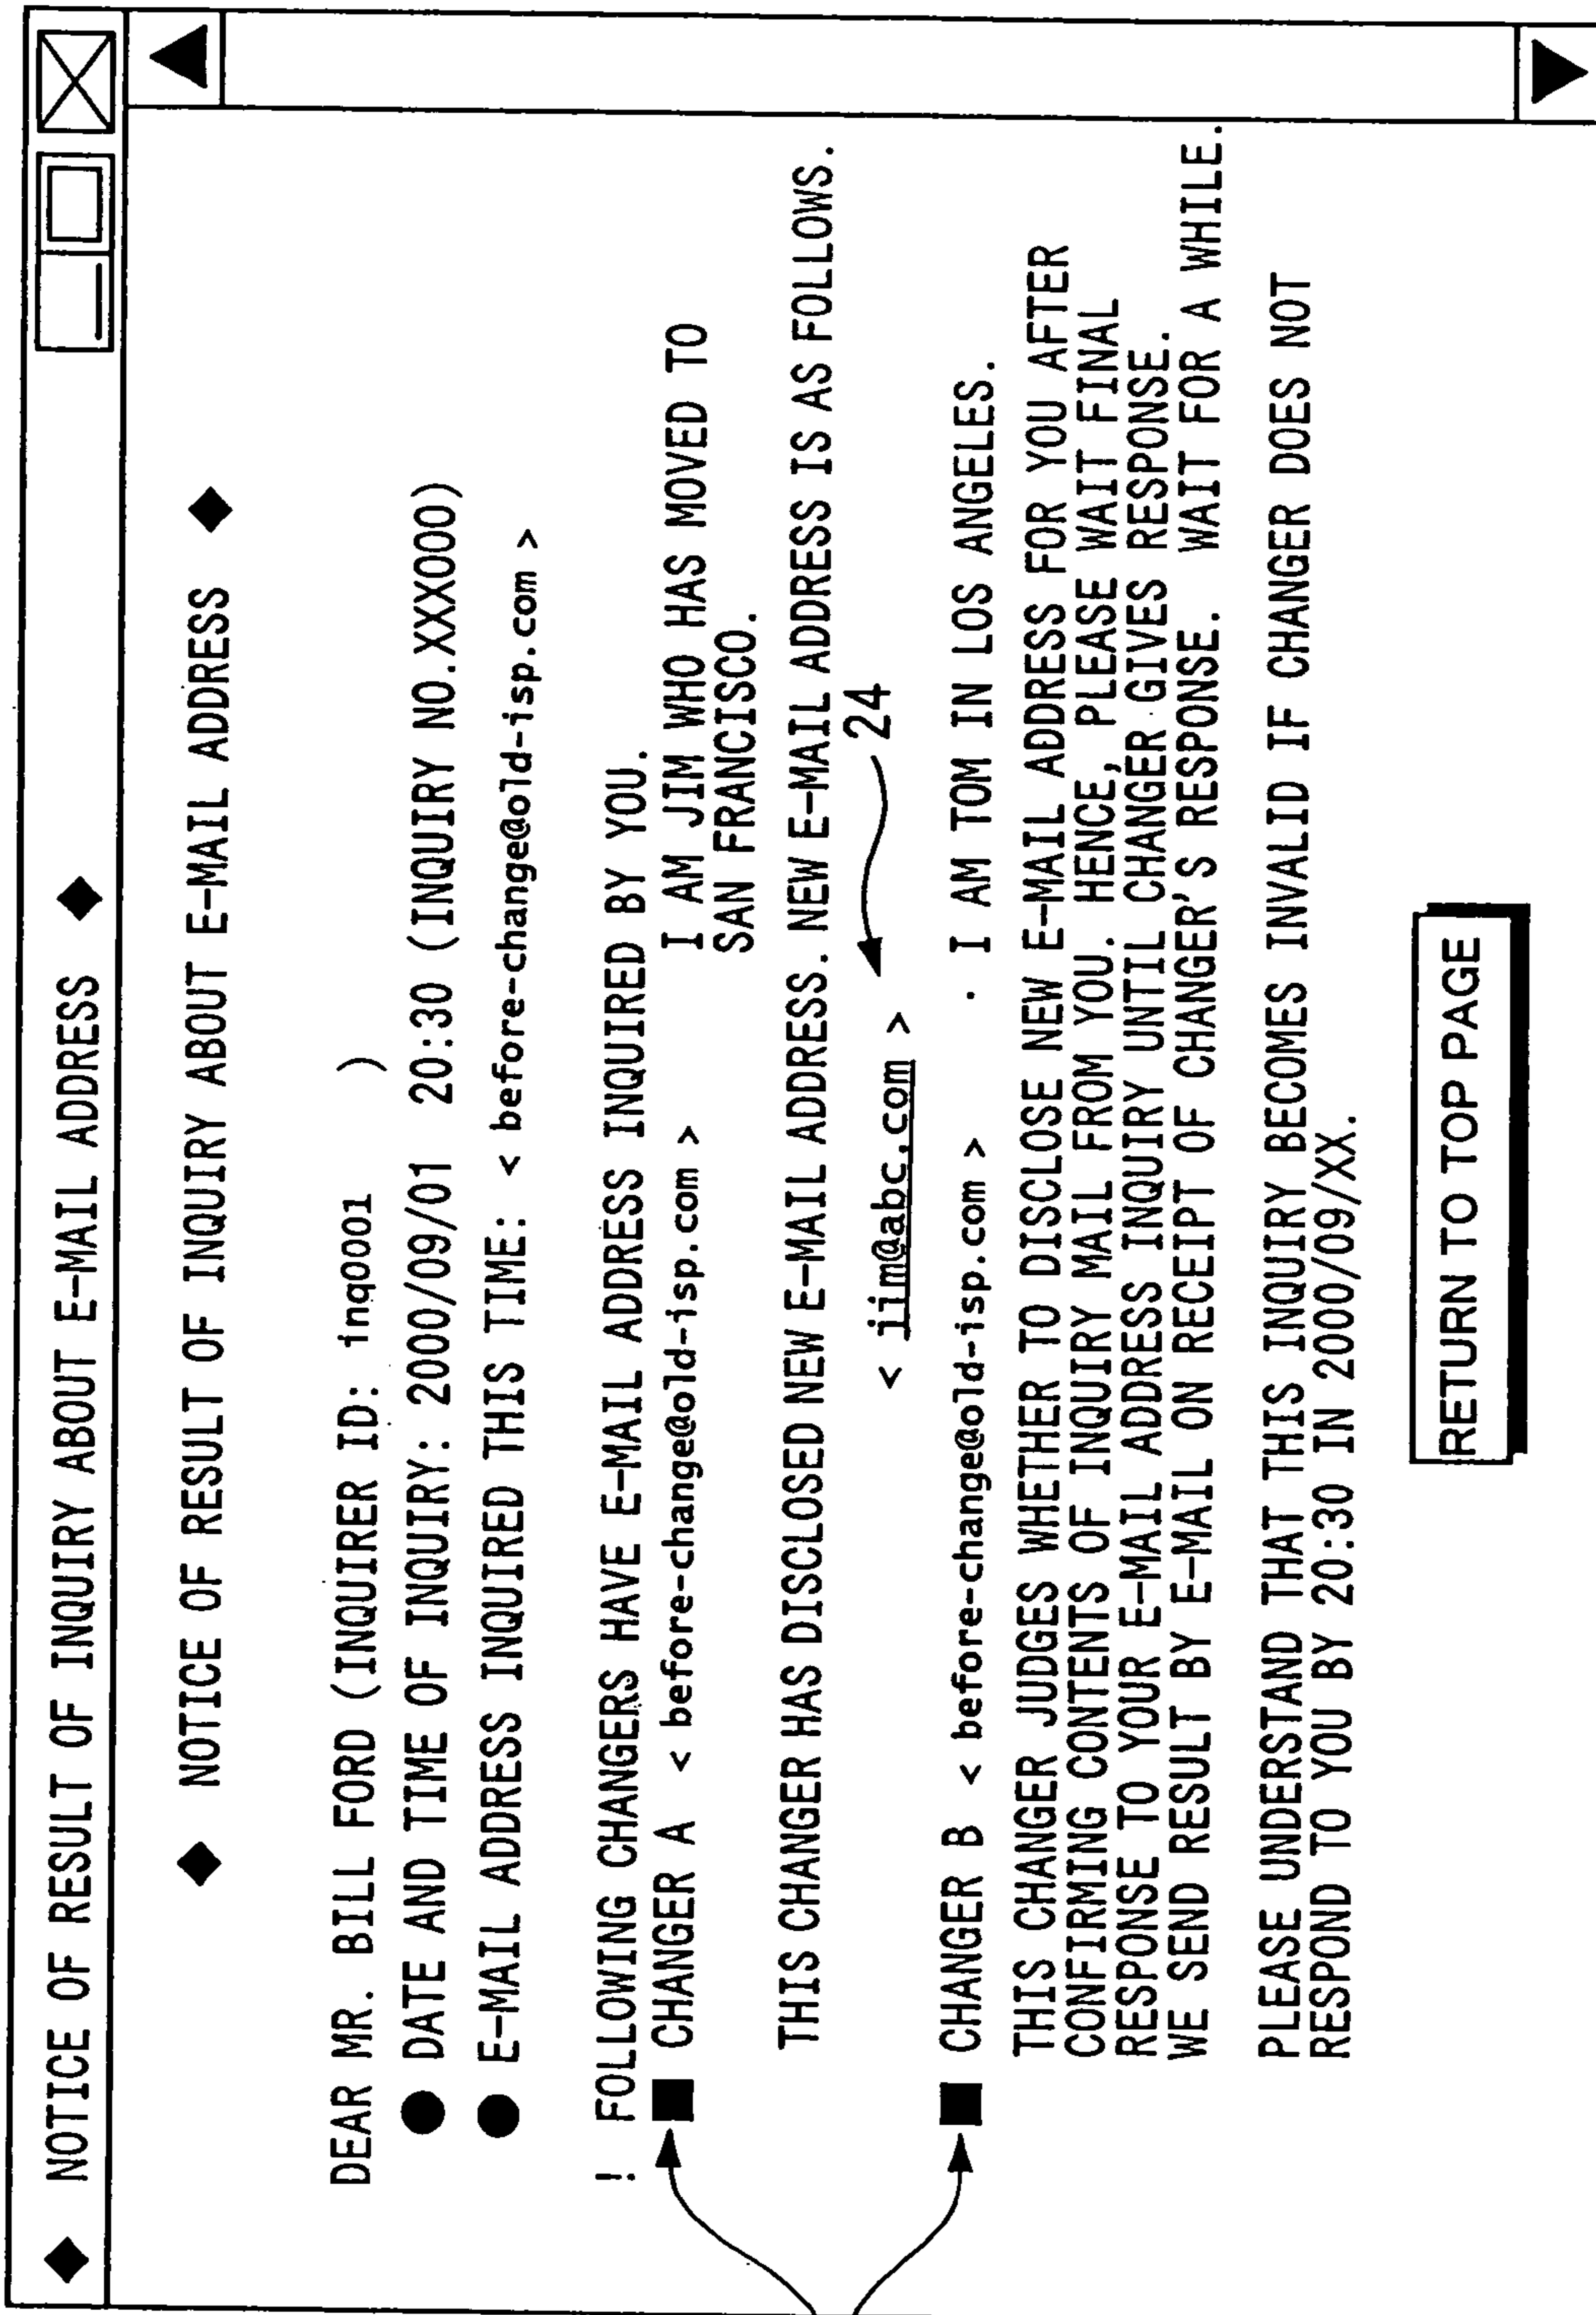 ◆ NOTICE OF RESULT OF INQUIRY ABOUT E-MAIL ADDRESS ◆
◆ NOTICE OF RESULT OF INQUIRY ABOUT E-MAIL ADDRESS ◆
DEAR MR. BILL FORD (INQUIRER ID: inq0001 )
● DATE AND TIME OF INQUIRY: 2000/09/01 20:30 (INQUIRY NO.XXX000)
● E-MAIL ADDRESS INQUIRED THIS TIME: < before-change@old-isp.com >
! FOLLOWING CHANGERS HAVE E-MAIL ADDRESS INQUIRED BY YOU.
■ CHANGER A < before-change@old-isp.com > I AM JIM WHO HAS MOVED TO
SAN FRANCISCO.
THIS CHANGER HAS DISCLOSED NEW E-MAIL ADDRESS. NEW E-MAIL ADDRESS IS AS FOLLOWS.
24
< jim@abc.com >
■ CHANGER B < before-change@old-isp.com > . I AM TOM IN LOS ANGELES.
THIS CHANGER JUDGES WHETHER TO DISCLOSE NEW E-MAIL ADDRESS FOR YOU AFTER
CONFIRMING CONTENTS OF INQUIRY MAIL FROM YOU. HENCE, PLEASE WAIT FINAL
RESPONSE TO YOUR E-MAIL ADDRESS INQUIRY UNTIL CHANGER GIVES RESPONSE.
WE SEND RESULT BY E-MAIL ON RECEIPT OF CHANGER'S RESPONSE. WAIT FOR A WHILE.
PLEASE UNDERSTAND THAT THIS INQUIRY BECOMES INVALID IF CHANGER DOES NOT
RESPOND TO YOU BY 20:30 IN 2000/09/XX.
RETURN TO TOP PAGE